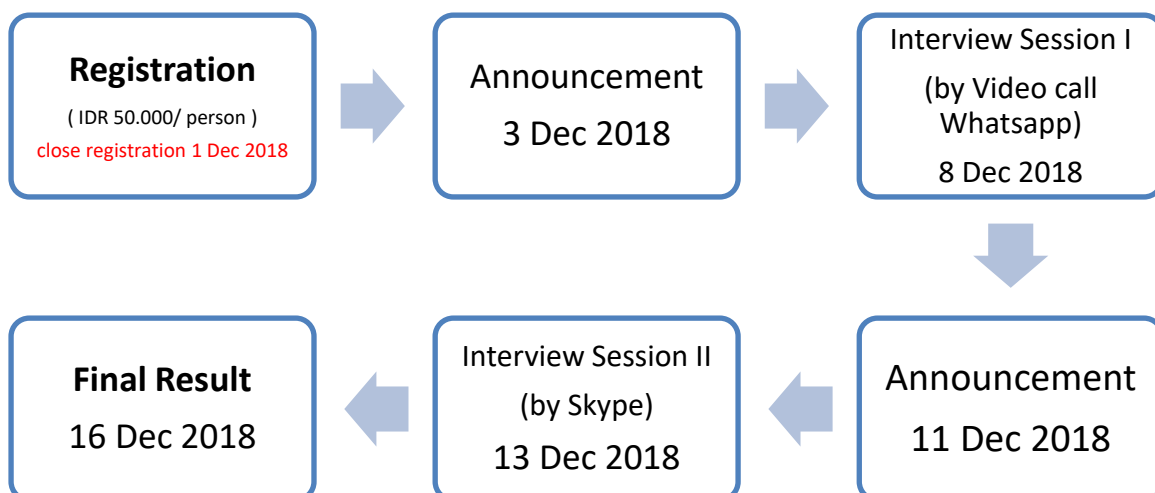 Registration
( IDR 50.000/ person )
close registration 1 Dec 2018
Announcement
3 Dec 2018
Interview Session I
(by Video call
Whatsapp)
8 Dec 2018
Announcement
11 Dec 2018
Interview Session II
(by Skype)
13 Dec 2018
Final Result
16 Dec 2018